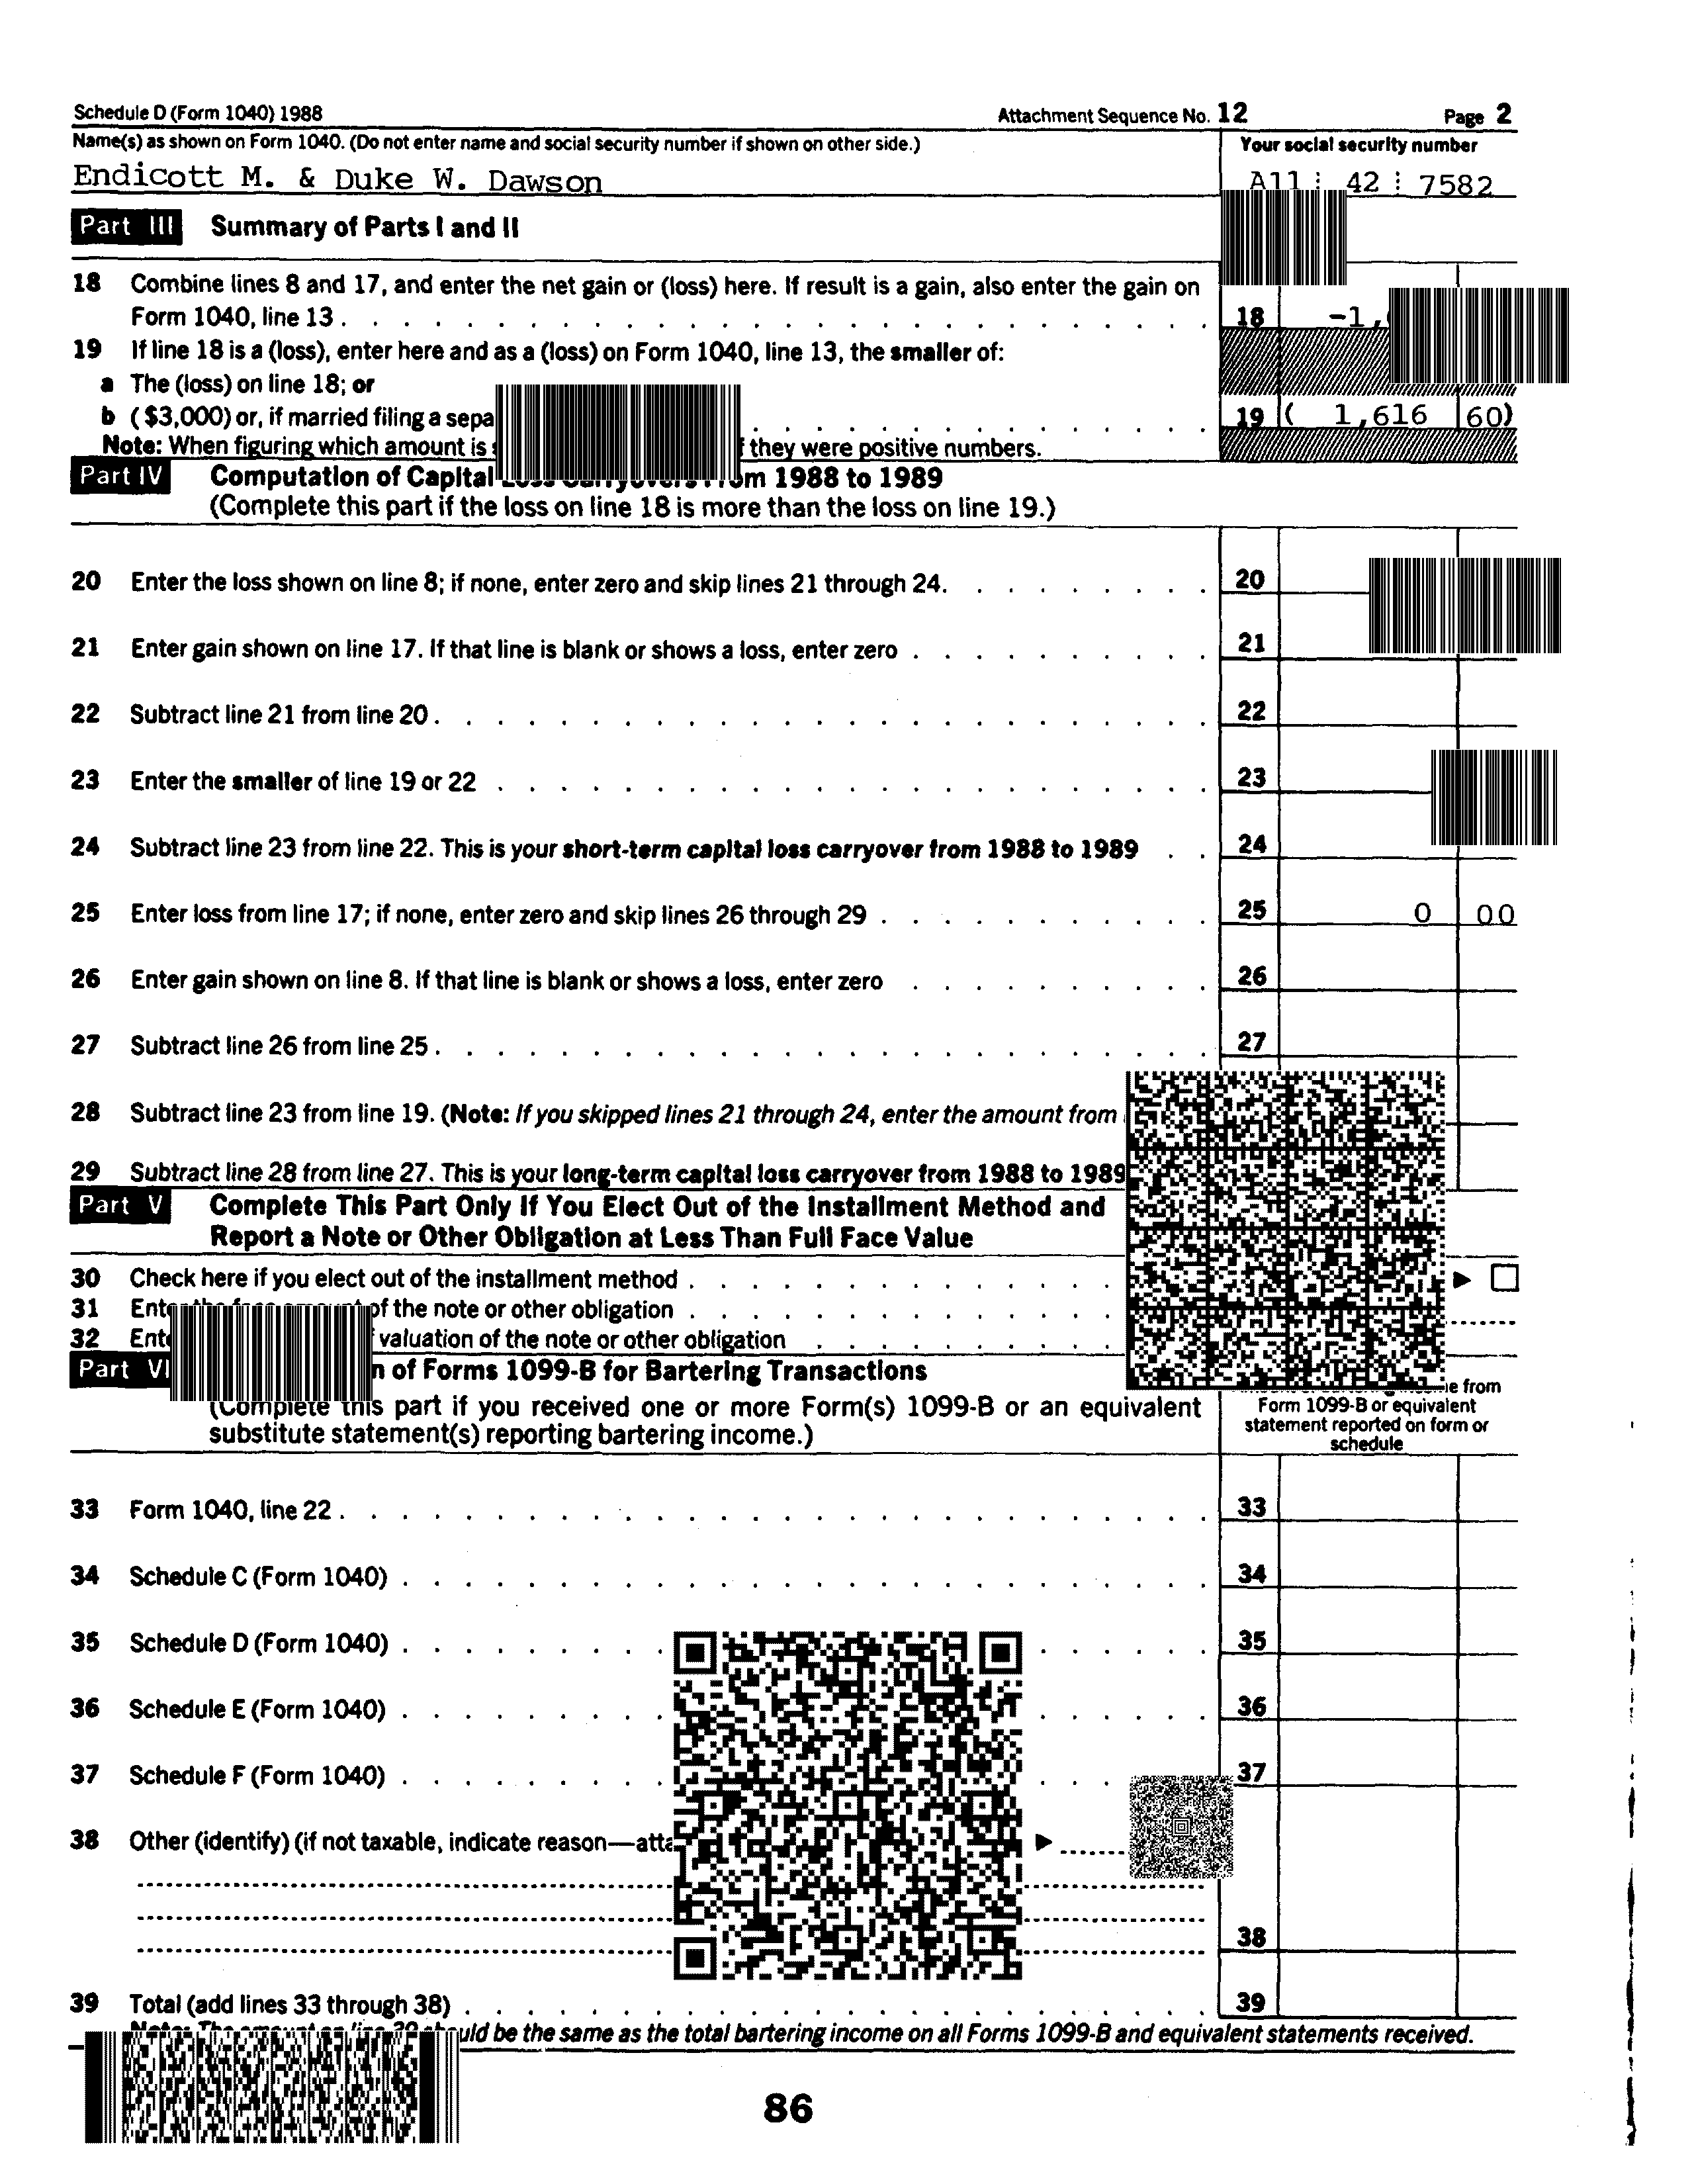 Schedule D (Form 1040) 1988 Attachment Sequence No. 12 Page 2
Name(s) as shown on Form 1040. (Do not enter name and social security number if shown on other side.) Your social security number
Endicott M. & Duke W. Dawson A11 42 7582
Part III Summary of Parts I and II
18 Combine lines 8 and 17, and enter the net gain or (loss) here. If result is a gain, also enter the gain on
Form 1040, line 13 . 18 -1,
19 If line 18 is a (loss), enter here and as a (loss) on Form 1040, line 13, the smaller of:
a The (loss) on line 18; or
b ($3,000) or, if married filing a 19 ( 1,616 60)
Note: When figuring which amount is they were positive numbers.
Part IV Computation of Capital 1988 to 1989
(Complete this part if the loss on line 18 is more than the loss on line 19.)
20 Enter the loss shown on line 8; if none, enter zero and skip lines 21 through 24. 20
21 Enter gain shown on line 17. If that line is blank or shows a loss, enter zero . 21
22 Subtract line 21 from line 20 . 22
23 Enter the smaller of line 19 or 22 . 23
24 Subtract line 23 from line 22. This is your short-term capital loss carryover from 1988 to 1989 . 24
25 Enter loss from line 17; if none, enter zero and skip lines 26 through 29 . 25 0 00
26 Enter gain shown on line 8. If that line is blank or shows a loss, enter zero . 26
27 Subtract line 26 from line 25 . 27
28 Subtract line 23 from line 19. (Note: If you skipped lines 21 through 24, enter the amount from
29 Subtract line 28 from line 27. This is your long-term capital loss carryover from 1988 to 1989
Part V Complete This Part Only If You Elect Out of the Installment Method and
Report a Note or Other Obligation at Less Than Full Face Value
30 Check here if you elect out of the installment method .
31 of the note or other obligation .
32 valuation of the note or other obligation .
Part VI of Forms 1099-B for Bartering Transactions
from
(Complete this part if you received one or more Form(s) 1099-B or an equivalent Form 1099-B or equivalent
substitute statement(s) reporting bartering income.) statement reported on form or
schedule
33 Form 1040, line 22 . 33
34 Schedule C (Form 1040) . 34
35 Schedule D (Form 1040) . 35
36 Schedule E (Form 1040) . 36
37 Schedule F (Form 1040) . 37
38 Other (identify) (if not taxable, indicate reason—
38
39 Total (add lines 33 through 38) . 39
be the same as the total bartering income on all Forms 1099-B and equivalent statements received.
86